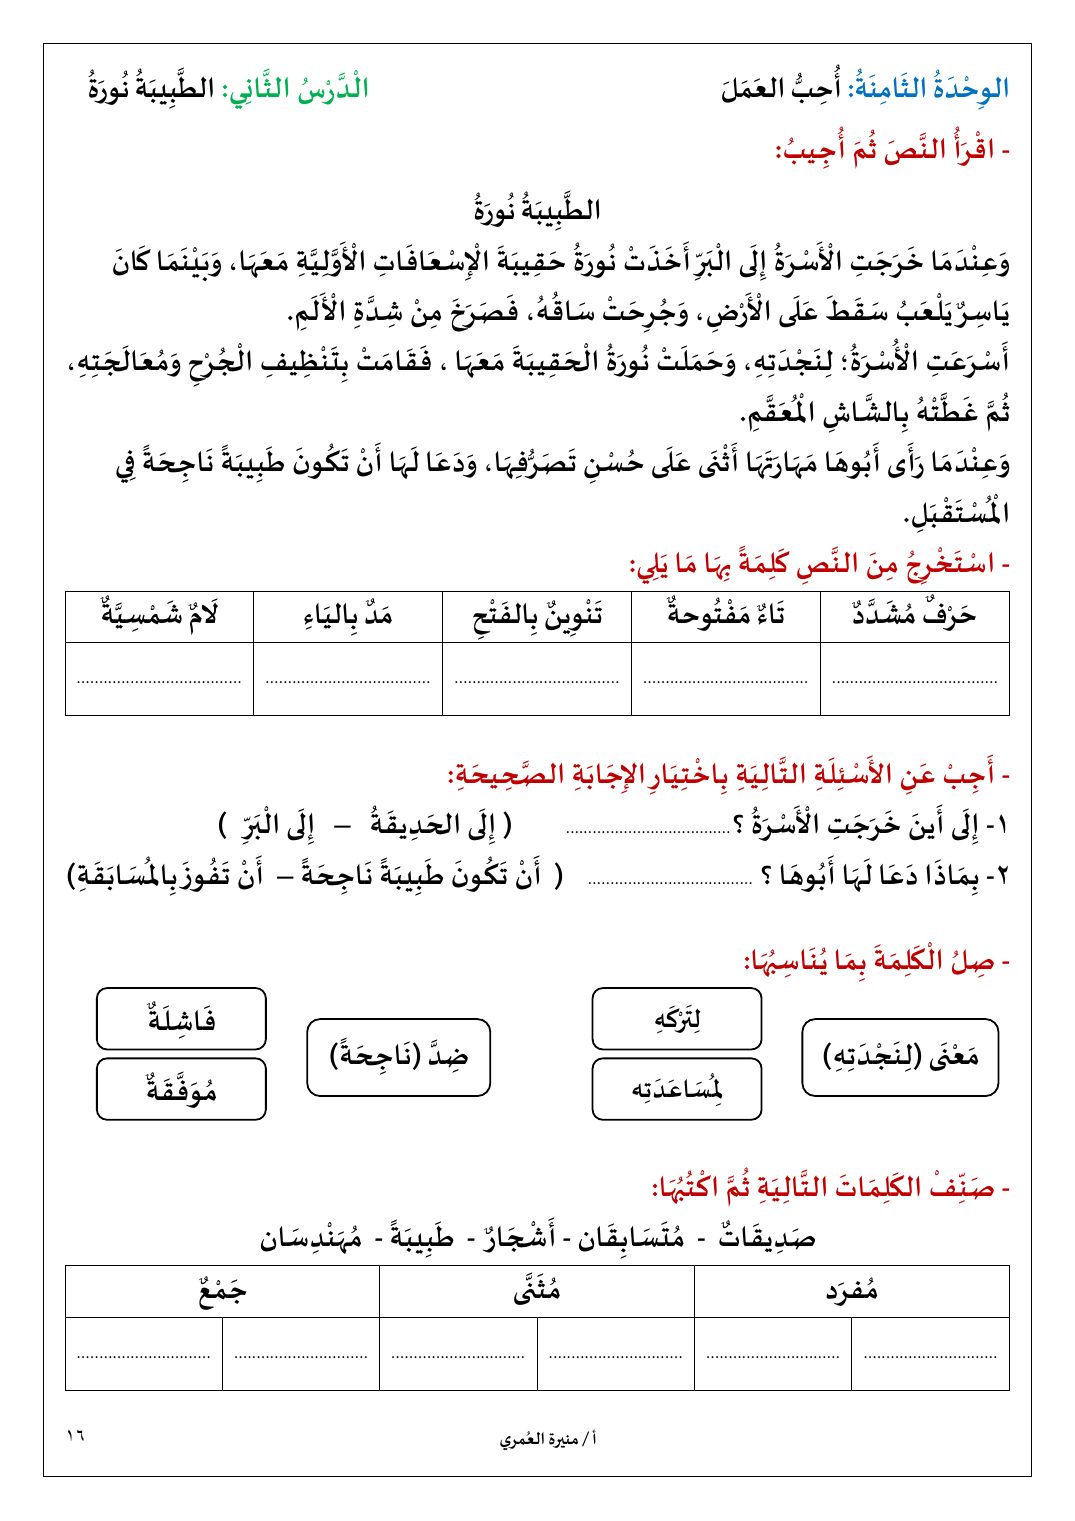 الوِحْدَةُ الثَّامِنَةُ: أُحِبُّ العَمَلَ الْدَّرْسُ الثَّانِي: الطَّبِيبَةُ نُورَةُ
- اقْرَأُ النَّصَ ثُمَ أُجِيبُ:
الطَّبِيبَةُ نُورَةُ
وَعِنْدَمَا خَرَجَتِ الْأَسْرَةُ إِلَى الْبَرِّ أَخَذَتْ نُورَةُ حَقِيبَةَ الْإِسْعَافَاتِ الْأَوَّلِيَّةِ مَعَهَا، وَبَيْنَمَا كَانَ
يَاسِرٌ يَلْعَبُ سَقَطَ عَلَى الْأَرْضِ، وَجُرِحَتْ سَاقُهُ، فَصَرَخَ مِنْ شِدَّةِ الْأَلَمِ.
أَسْرَعَتِ الْأُسْرَةُ؛ لِنَجْدَتِهِ، وَحَمَلَتْ نُورَةُ الْحَقِيبَةَ مَعَهَا ، فَقَامَتْ بِتَنْظِيفِ الْجُرْحِ وَمُعَالَجَتِهِ،
ثُمَّ غَطَّتْهُ بِالشَّاشِ الْمُعَقَّمِ.
وَعِنْدَمَا رَأَى أَبُوهَا مَهَارَتَهَا أَثْنَى عَلَى حُسْنِ تَصَرُّفِهَا، وَدَعَا لَهَا أَنْ تَكُونَ طَبِيبَةً نَاجِحَةً فِي
الْمُسْتَقْبَلِ.
- اسْتَخْرِجُ مِنَ النَّصِ كَلِمَةً بِهَا مَا يَلِي:
حَرْفٌ مُشَدَّدٌ تَاءٌ مَفْتُوحةٌ تَنْوِينٌ بِالفَتْحِ مَدٌ بِاليَاءِ لَامٌ شَمْسِيَّةٌ
..................................... ..................................... ..................................... ..................................... .....................................
- أَجِبْ عَنِ الأَسْئِلَةِ التَّالِيَةِ بِاخْتِيَارِ الإِجَابَةِ الصَّحِيحَةِ:
١- إِلَى أَينَ خَرَجَتِ الْأَسْرَةُ ؟..................................... ( إِلَى الحَدِيقَةُ – إِلَى الْبَرِّ )
٢- بِمَاذَا دَعَا لَهَا أَبُوهَا ؟ ..................................... ( أَنْ تَكُونَ طَبِيبَةً نَاجِحَةً – أَنْ تَفُوزَ بِالمُسَابَقَةِ)
- صِلُ الْكَلِمَةَ بِمَا يُنَاسِبُهَا:
لِتَرْكَهِ فَاشِلَةٌ
مَعْنَى (لِنَجْدَتِهِ) ضِدَّ (نَاجِحَةً)
لِمُسَاعَدَتِه مُوَفَّقَةٌ
- صَنِّفْ الكَلِمَاتَ التَّالِيَةِ ثُمَّ اكْتُبُهَا:
صَدِيقَاتٌ - مُتَسَابِقَان - أَشْجَارٌ - طَبِيبَةً - مُهَنْدِسَان
مُفرَد مُثَنَّى جَمْعٌ
.............................. .............................. .............................. .............................. .............................. ..............................
أ / منيرة العُمري ١٦